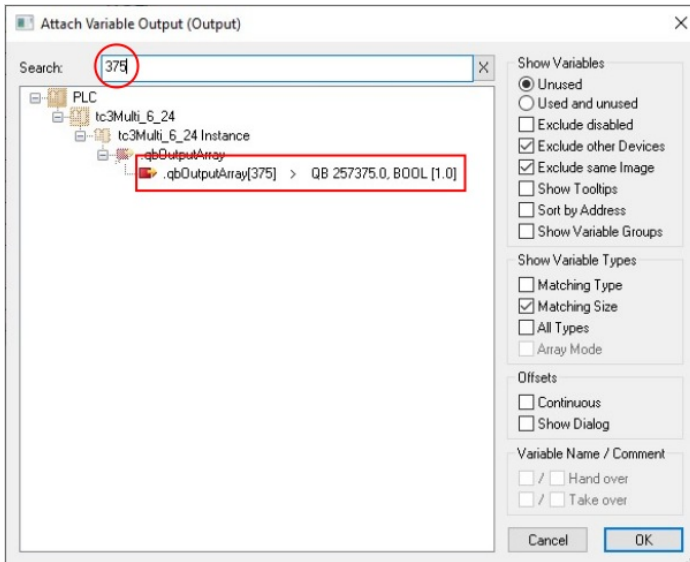 Attach Variable Output (Output)
Search:
375
X
PLC
tc3Multi_6_24
tc3Multi_6_24 Instance
.qbOutputArray
.qbOutputArray[375] > QB 257375.0, BOOL [1.0]
Show Variables
Unused
Used and unused
Exclude disabled
Exclude other Devices
Exclude same Image
Show Tooltips
Sort by Address
Show Variable Groups
Show Variable Types
Matching Type
Matching Size
All Types
Array Mode
Offsets
Continuous
Show Dialog
Variable Name / Comment
/ Hand over
/ Take over
Cancel
OK